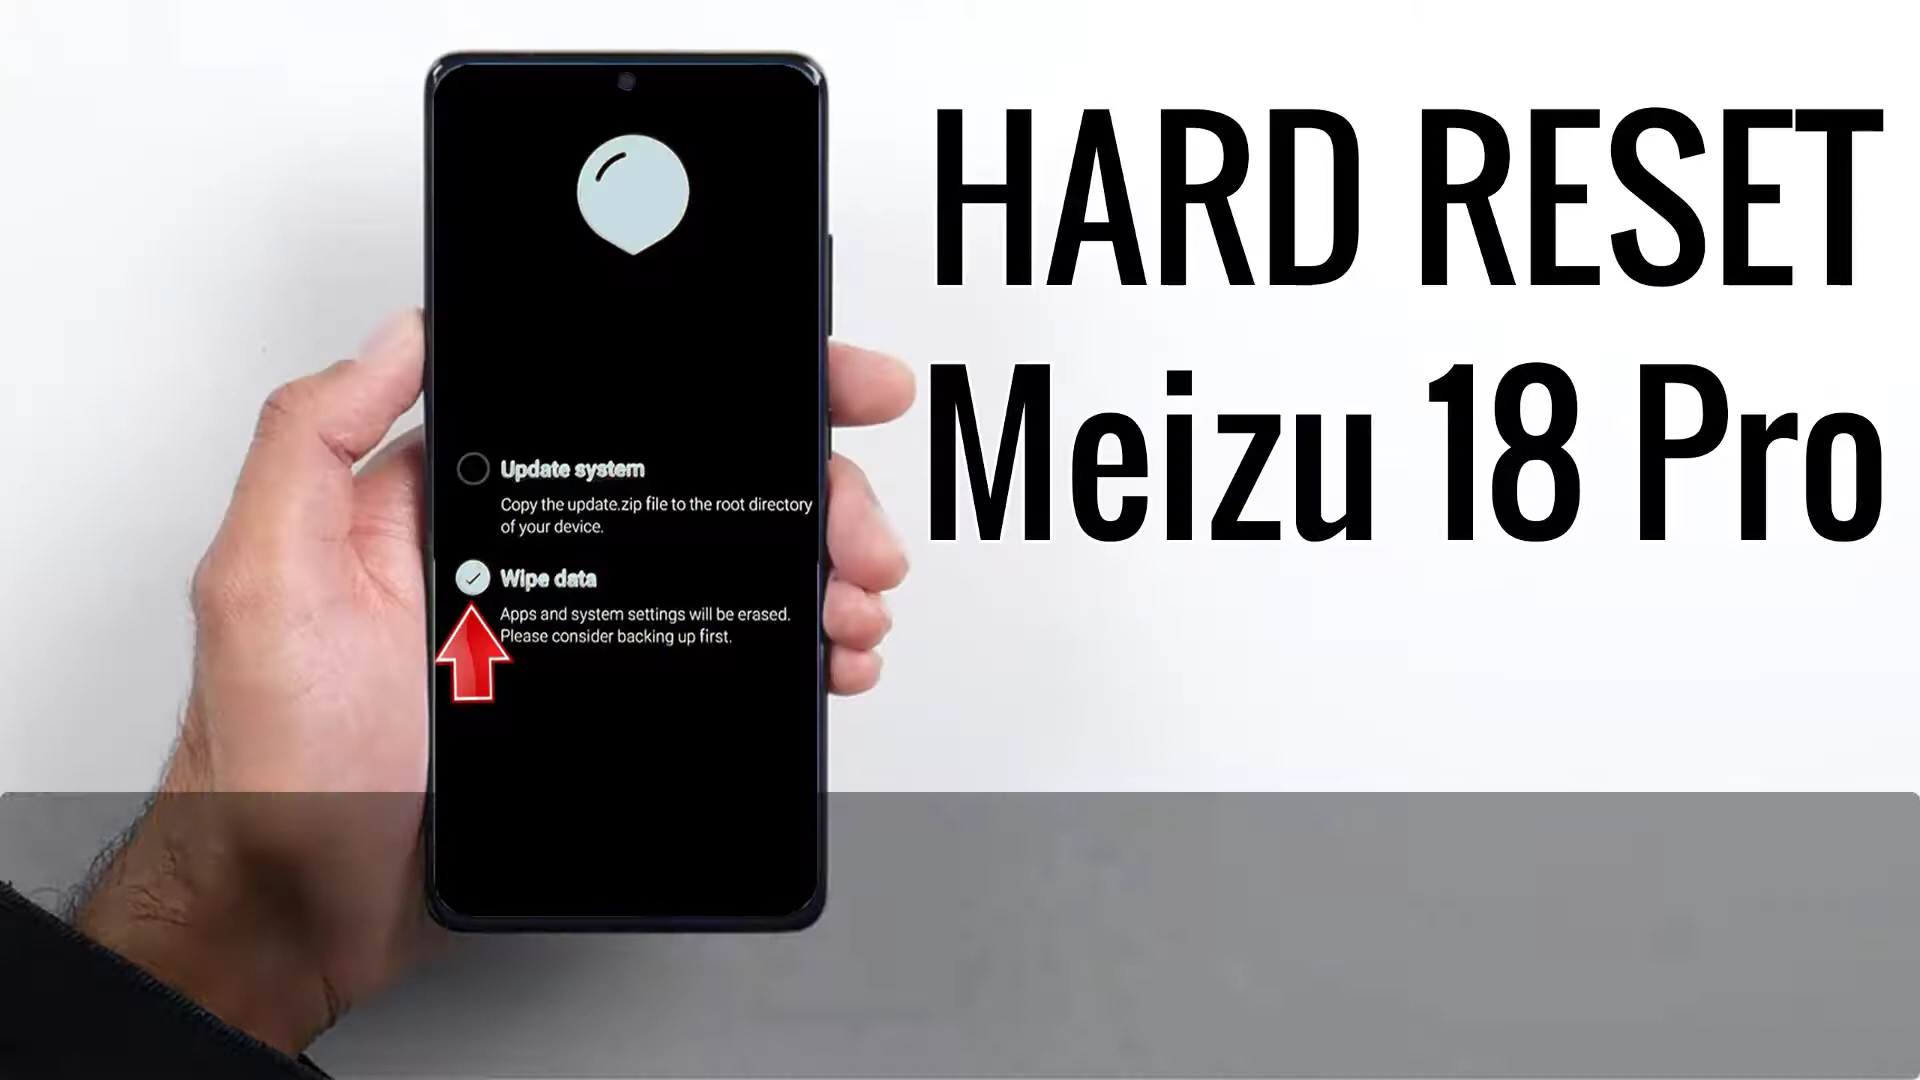 HARD RESET
Meizu 18 Pro
Update system
Copy the update.zip file to the root directory
of your device.
Wipe data
Apps and system settings will be erased.
Please consider backing up first.